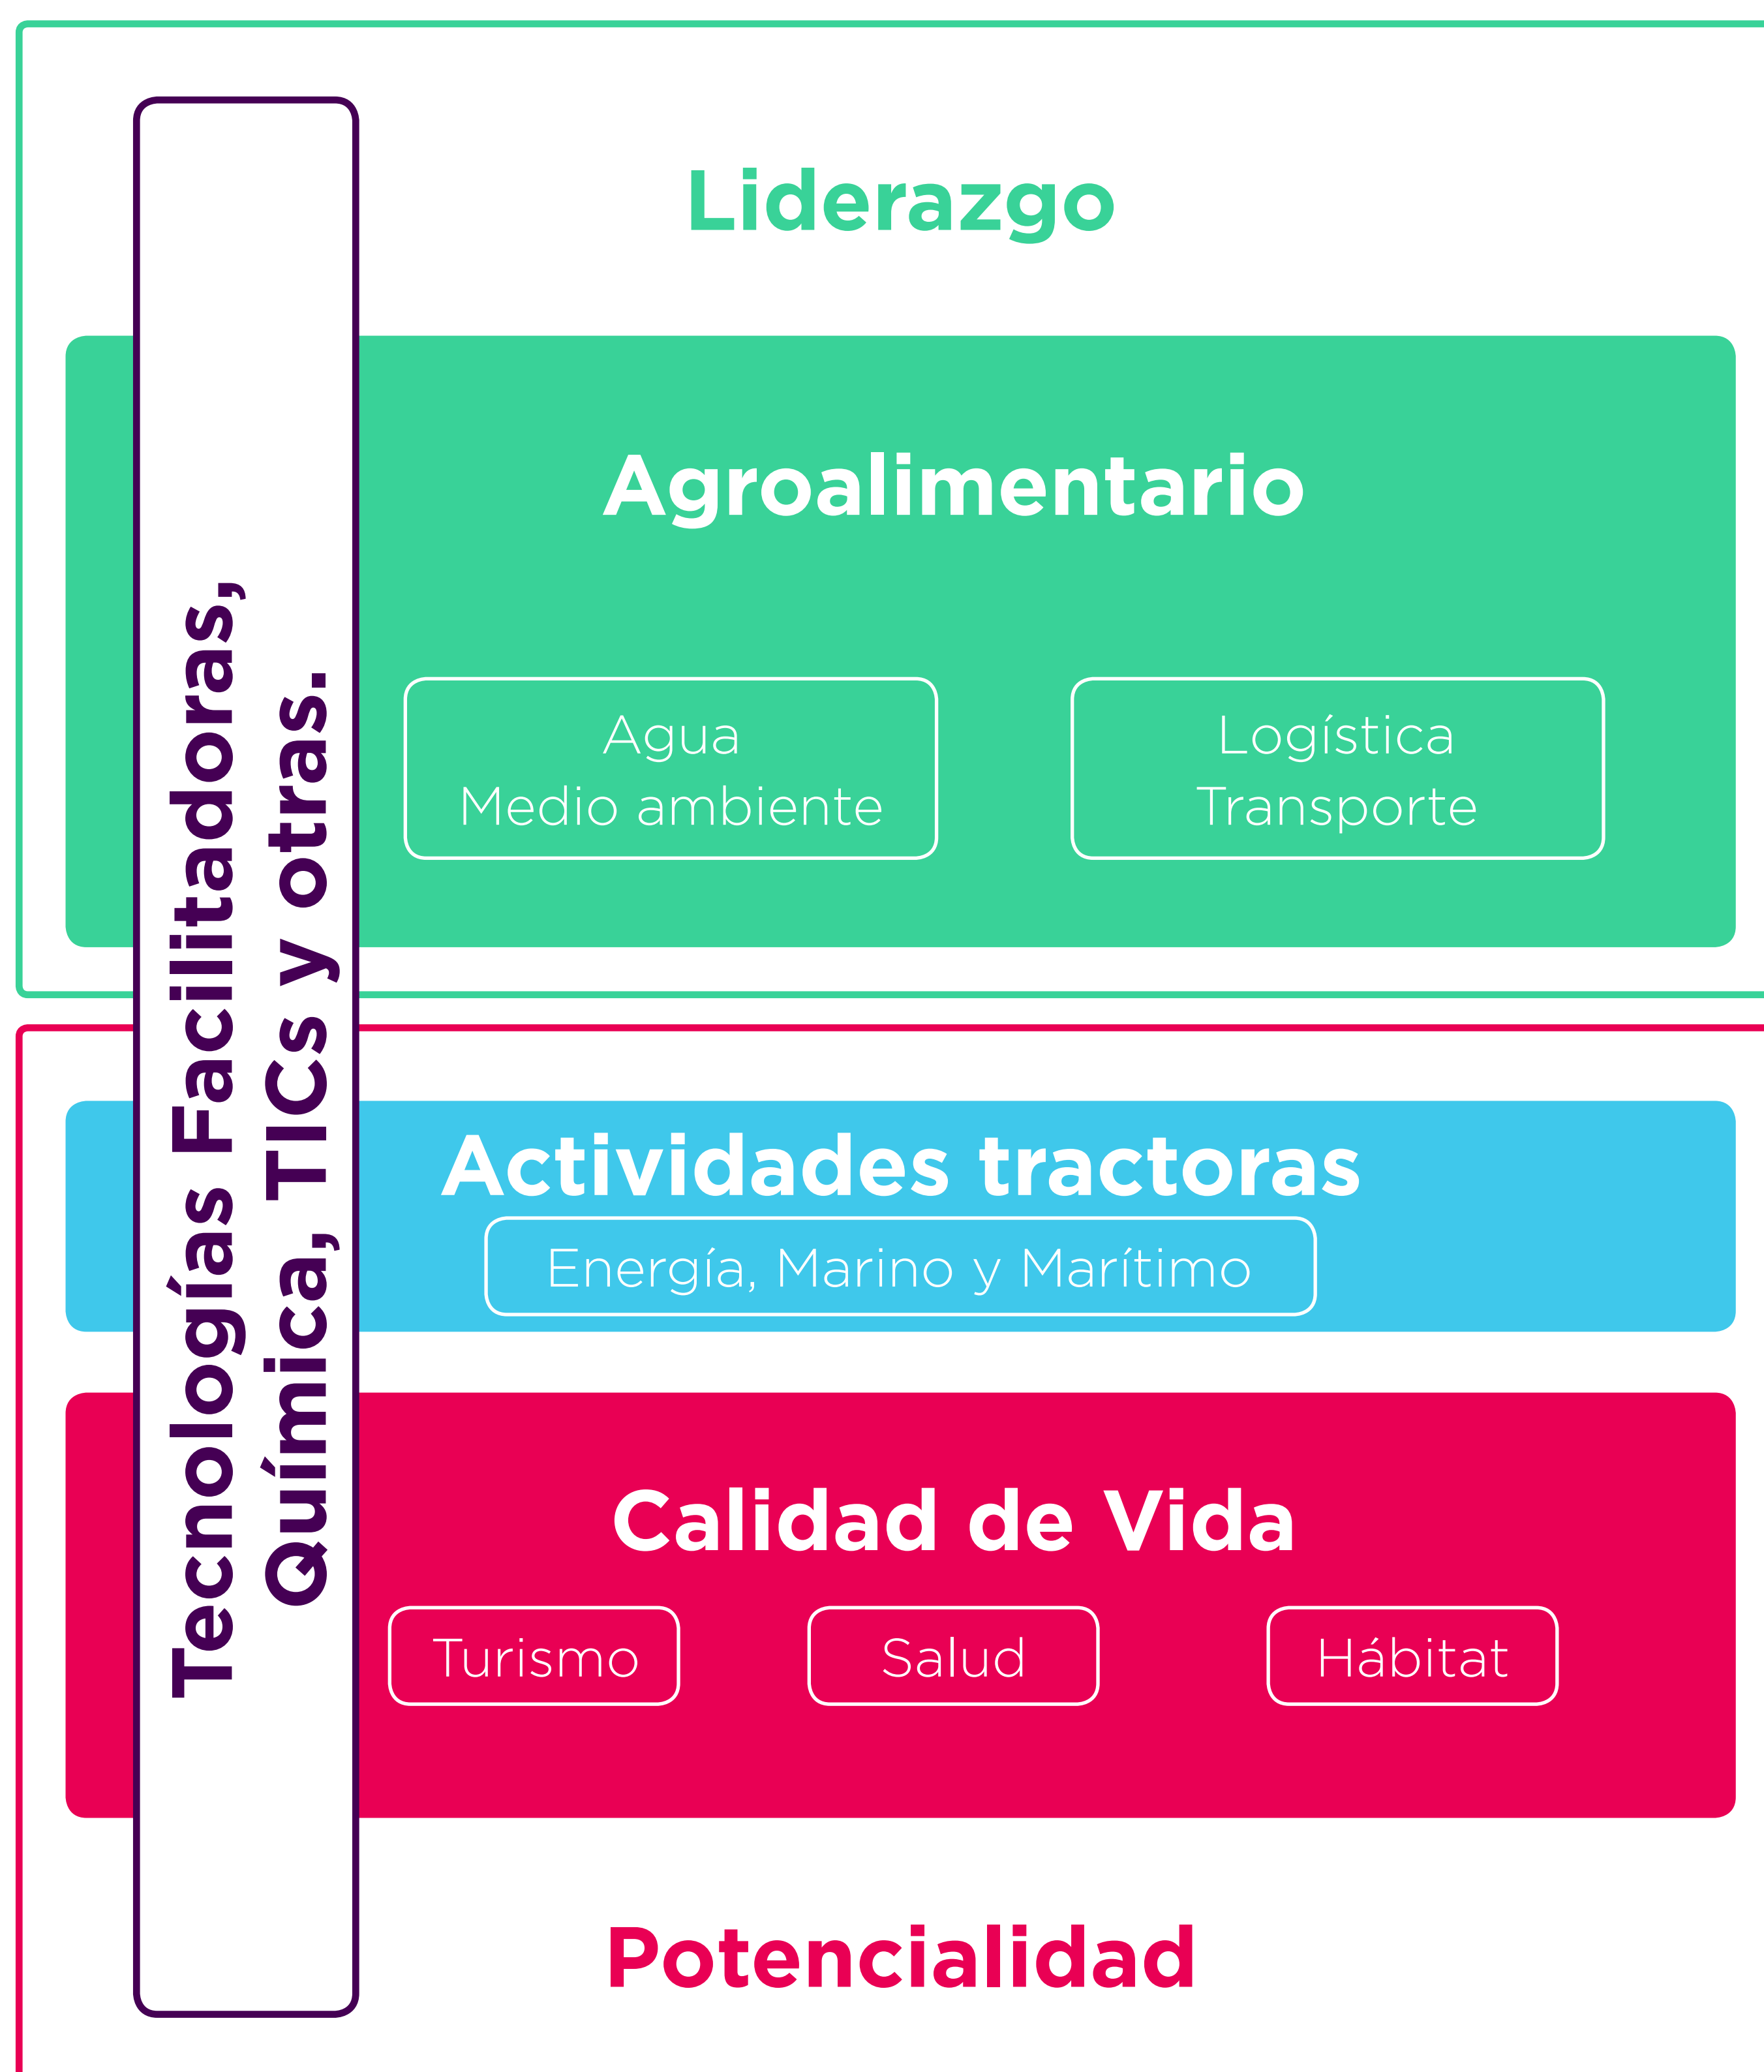 Liderazgo
Agroalimentario
Agua
Medio ambiente
Logística
Transporte
Tecnologías Facilitadoras,
Química, TICs y otras.
Actividades tractoras
Energía, Marino y Marítimo
Calidad de Vida
Turismo
Salud
Hábitat
Potencialidad